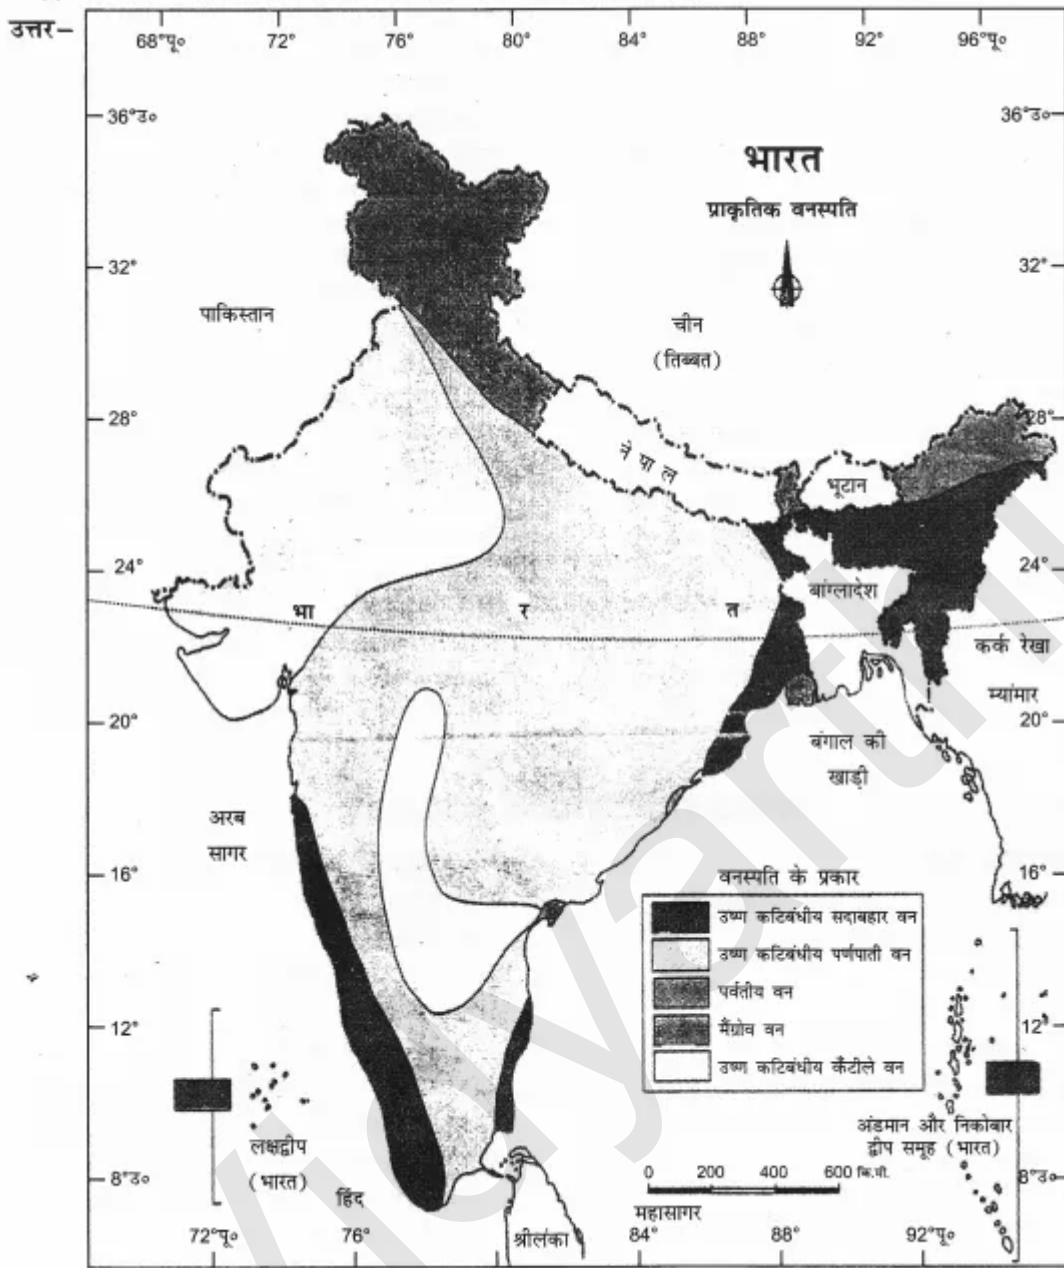 उत्तर–
68°पू० 72° 76° 80° 84° 88° 92° 96°पू०
36°उ० 36°उ०
भारत
प्राकृतिक वनस्पति
32° 32°
पाकिस्तान
चीन
(तिब्बत)
28° 28°
नेपाल
भूटान
24° 24°
बांग्लादेश
भा र त
कर्क रेखा
म्यांमार
20° 20°
बंगाल की
खाड़ी
अरब
सागर
16° 16°
वनस्पति के प्रकार
उष्ण कटिबंधीय सदाबहार वन
उष्ण कटिबंधीय पर्णपाती वन
पर्वतीय वन
मैंग्रोव वन
उष्ण कटिबंधीय कँटीले वन
12° 12°
लक्षद्वीप
(भारत)
अंडमान और निकोबार
द्वीप समूह (भारत)
0 200 400 600 कि.मी.
8°उ० 8°उ०
हिंद
महासागर
श्रीलंका
72°पू० 76° 84° 88° 92°पू०
Vidyarthi